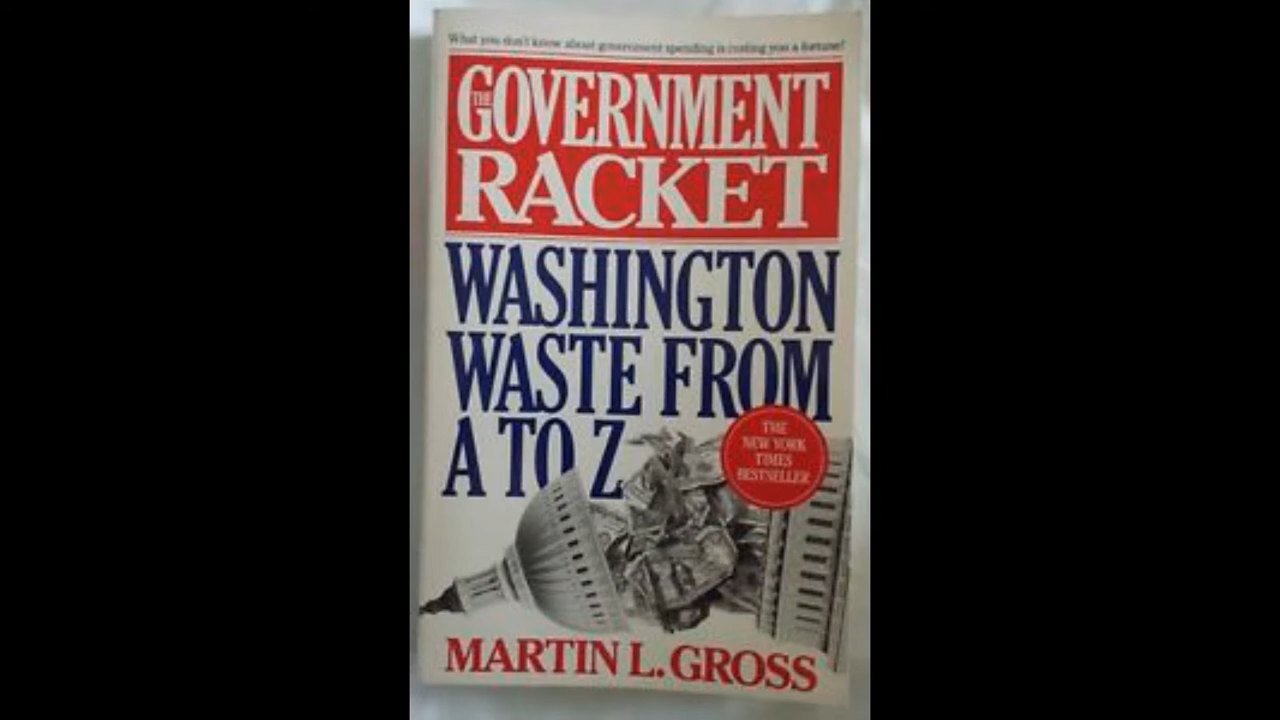 What you don't know about government spending is costing you a fortune!
THE
GOVERNMENT
RACKET
WASHINGTON
WASTE FROM
A TO Z
THE
NEW YORK
TIMES
BESTSELLER
MARTIN L. GROSS